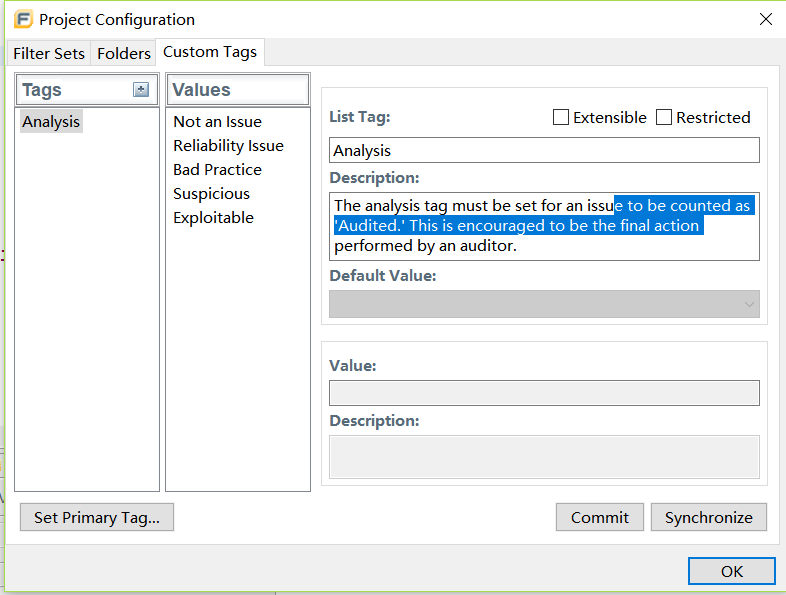 Project Configuration
Filter Sets
Folders
Custom Tags
Tags
Analysis
Values
Not an Issue
Reliability Issue
Bad Practice
Suspicious
Exploitable
List Tag:
Extensible
Restricted
Analysis
Description:
The analysis tag must be set for an issue to be counted as
'Audited.' This is encouraged to be the final action
performed by an auditor.
Default Value:
Value:
Description:
Set Primary Tag...
Commit
Synchronize
OK